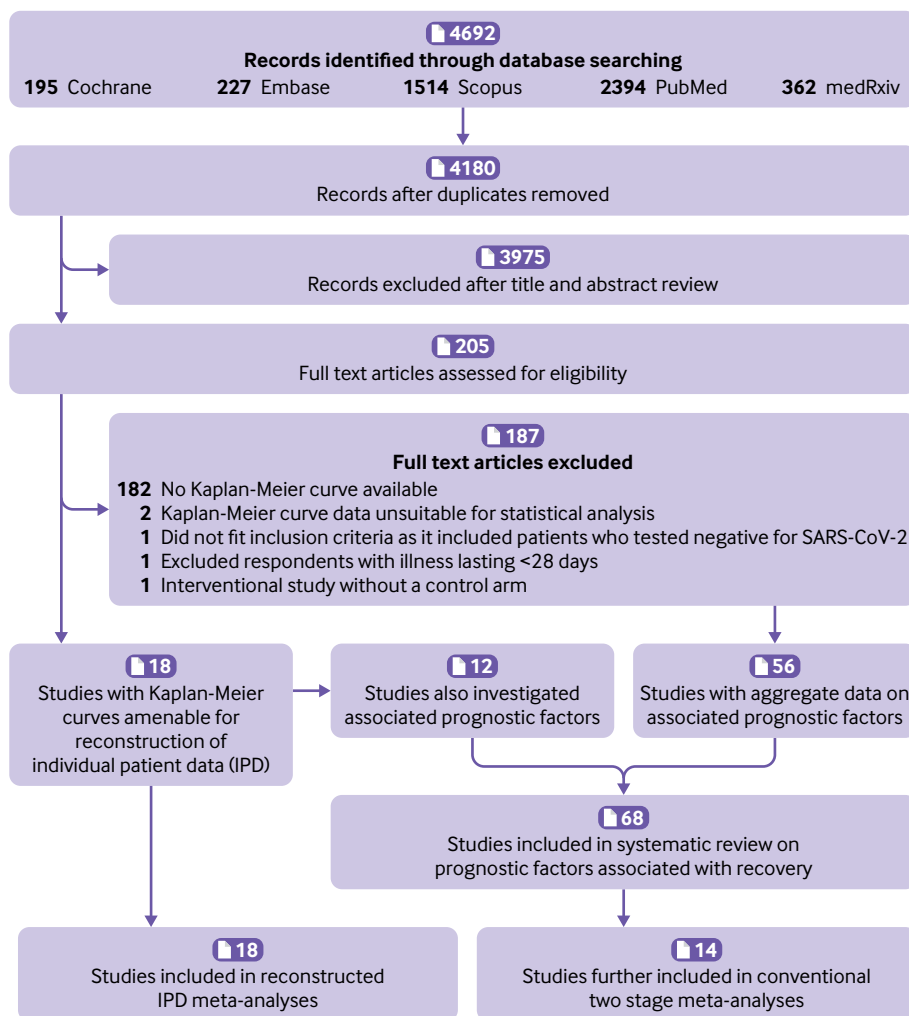 4692
Records identified through database searching
195 Cochrane 227 Embase 1514 Scopus 2394 PubMed 362 medRxiv
4180
Records after duplicates removed
3975
Records excluded after title and abstract review
205
Full text articles assessed for eligibility
187
Full text articles excluded
182 No Kaplan-Meier curve available
2 Kaplan-Meier curve data unsuitable for statistical analysis
1 Did not fit inclusion criteria as it included patients who tested negative for SARS-CoV-2
1 Excluded respondents with illness lasting <28 days
1 Interventional study without a control arm
18
Studies with Kaplan-Meier
curves amenable for
reconstruction of
individual patient data (IPD)
12
Studies also investigated
associated prognostic factors
56
Studies with aggregate data on
associated prognostic factors
68
Studies included in systematic review on
prognostic factors associated with recovery
18
Studies included in reconstructed
IPD meta-analyses
14
Studies further included in conventional
two stage meta-analyses